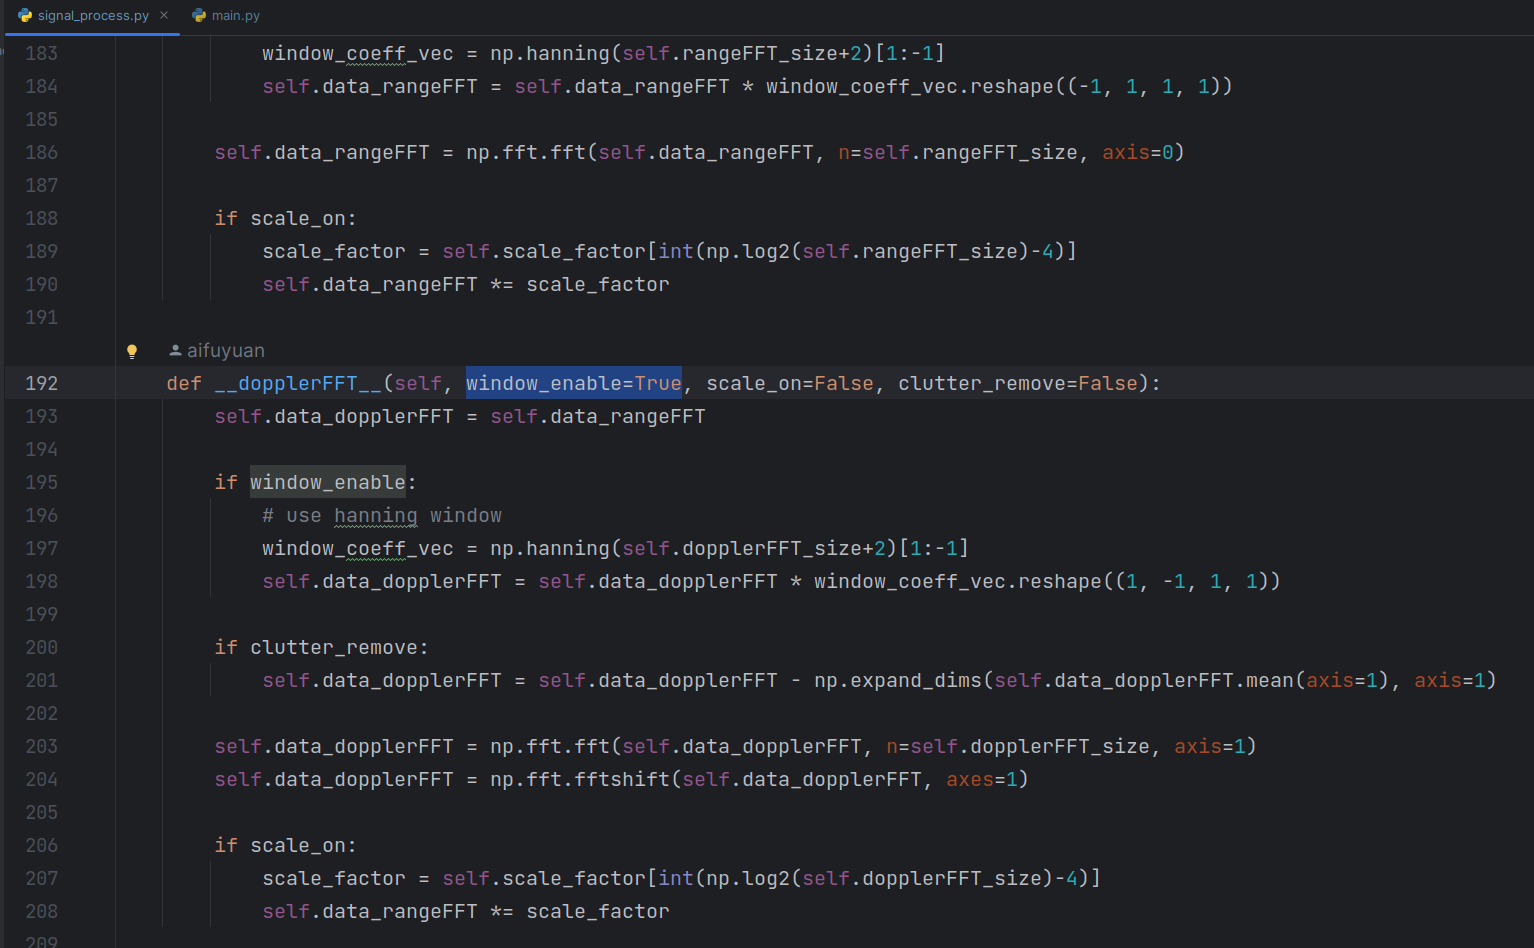 signal_process.py × main.py
183 window_coeff_vec = np.hanning(self.rangeFFT_size+2)[1:-1]
184 self.data_rangeFFT = self.data_rangeFFT * window_coeff_vec.reshape((-1, 1, 1, 1))
185
186 self.data_rangeFFT = np.fft.fft(self.data_rangeFFT, n=self.rangeFFT_size, axis=0)
187
188 if scale_on:
189 scale_factor = self.scale_factor[int(np.log2(self.rangeFFT_size)-4)]
190 self.data_rangeFFT *= scale_factor
191
aifuyuan
192 def __dopplerFFT__(self, window_enable=True, scale_on=False, clutter_remove=False):
193 self.data_dopplerFFT = self.data_rangeFFT
194
195 if window_enable:
196 # use hanning window
197 window_coeff_vec = np.hanning(self.dopplerFFT_size+2)[1:-1]
198 self.data_dopplerFFT = self.data_dopplerFFT * window_coeff_vec.reshape((1, -1, 1, 1))
199
200 if clutter_remove:
201 self.data_dopplerFFT = self.data_dopplerFFT - np.expand_dims(self.data_dopplerFFT.mean(axis=1), axis=1)
202
203 self.data_dopplerFFT = np.fft.fft(self.data_dopplerFFT, n=self.dopplerFFT_size, axis=1)
204 self.data_dopplerFFT = np.fft.fftshift(self.data_dopplerFFT, axes=1)
205
206 if scale_on:
207 scale_factor = self.scale_factor[int(np.log2(self.dopplerFFT_size)-4)]
208 self.data_rangeFFT *= scale_factor
209